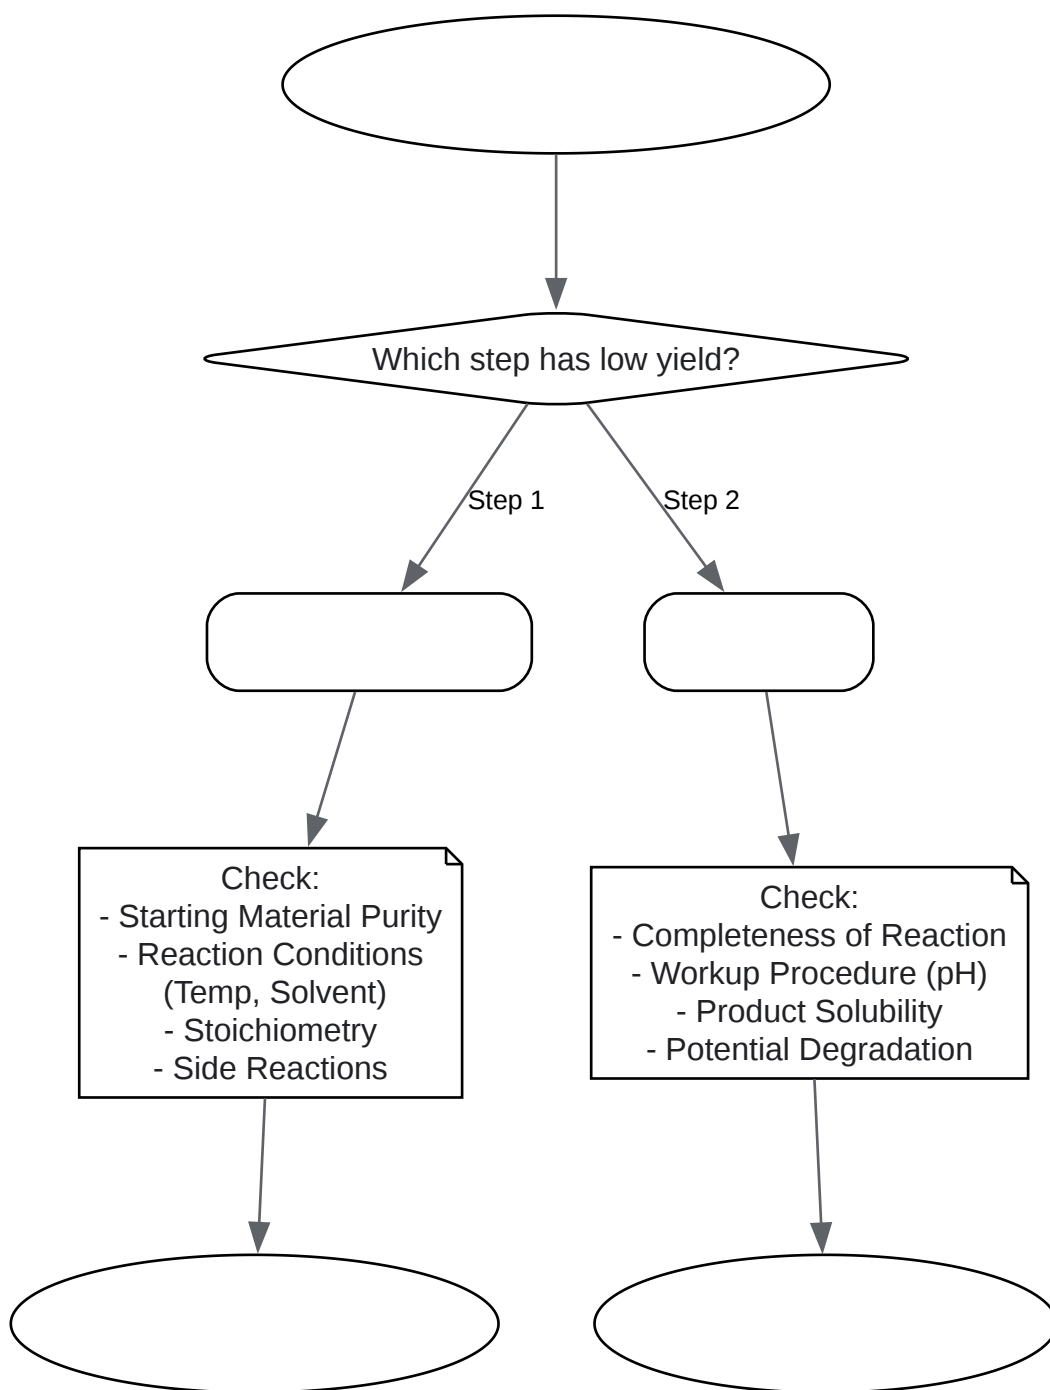 Which step has low yield?
Step 1
Step 2
Check:
- Starting Material Purity
- Reaction Conditions
(Temp, Solvent)
- Stoichiometry
- Side Reactions
Check:
- Completeness of Reaction
- Workup Procedure (pH)
- Product Solubility
- Potential Degradation